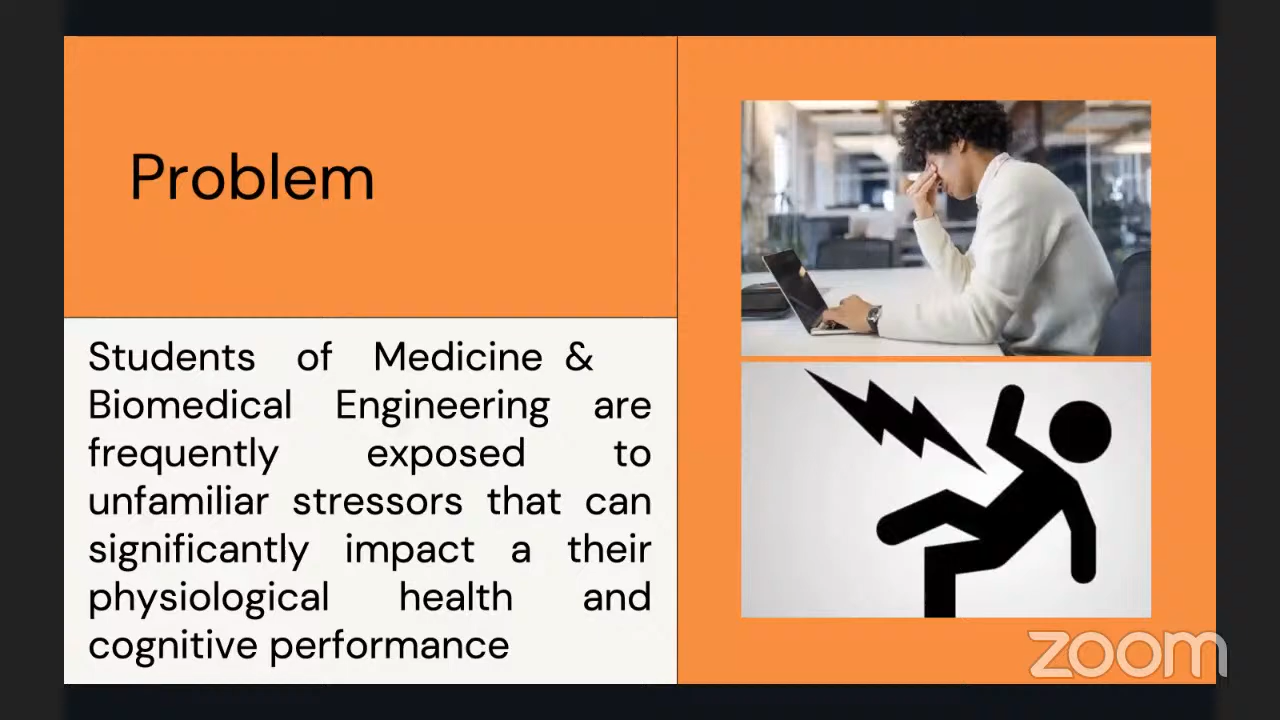 Problem
Students of Medicine &
Biomedical Engineering are
frequently exposed to
unfamiliar stressors that can
significantly impact a their
physiological health and
cognitive performance
zoom